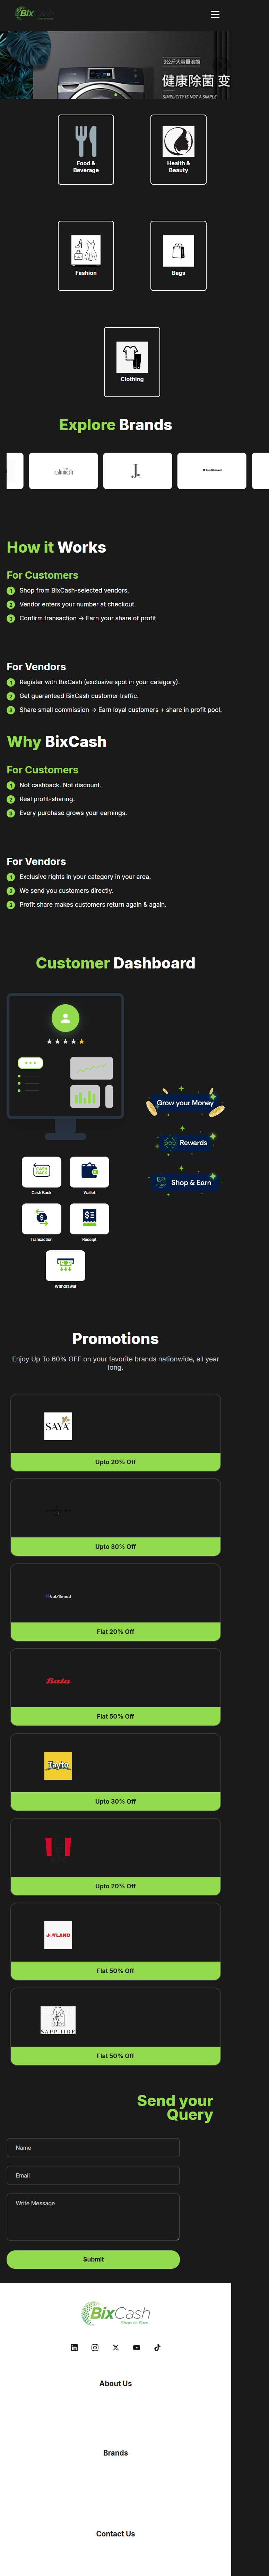 BixCash
9公斤大容量滚筒
健康除菌 变
SIMPLICITY IS NOT A SIMPLE
Food &
Beverage
Health &
Beauty
Fashion
Bags
Clothing
Explore Brands
J.
How it Works
For Customers
1 Shop from BixCash-selected vendors.
2 Vendor enters your number at checkout.
3 Confirm transaction → Earn your share of profit.
For Vendors
1 Register with BixCash (exclusive spot in your category).
2 Get guaranteed BixCash customer traffic.
3 Share small commission → Earn loyal customers + share in profit pool.
Why BixCash
For Customers
1 Not cashback. Not discount.
2 Real profit-sharing.
3 Every purchase grows your earnings.
For Vendors
1 Exclusive rights in your category in your area.
2 We send you customers directly.
3 Profit share makes customers return again & again.
Customer Dashboard
Grow your Money
Rewards
Shop & Earn
CASH
BACK
Cash Back
Wallet
Transaction
Receipt
Withdrawal
Promotions
Enjoy Up To 60% OFF on your favorite brands nationwide, all year
long.
SAYA
Upto 20% Off
Upto 30% Off
Flat 20% Off
Bata
Flat 50% Off
Tayto
Upto 30% Off
Upto 20% Off
JOYLAND
Flat 50% Off
SAPPHIRE
Flat 50% Off
Send your
Query
Name
Email
Write Message
Submit
BixCash
Shop to Earn
About Us
Brands
Contact Us